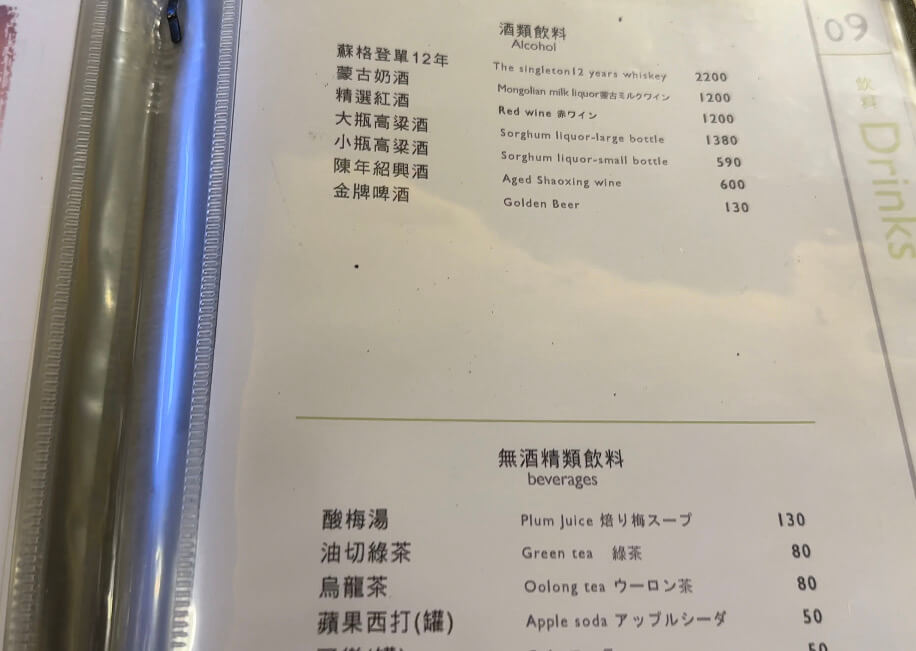 09
飲料 Drinks
酒類飲料
Alcohol
蘇格登單12年 The singleton12 years whiskey 2200
蒙古奶酒 Mongolian milk liquor蒙古ミルクワイン 1200
精選紅酒 Red wine 赤ワイン 1200
大瓶高粱酒 Sorghum liquor-large bottle 1380
小瓶高粱酒 Sorghum liquor-small bottle 590
陳年紹興酒 Aged Shaoxing wine 600
金牌啤酒 Golden Beer 130
無酒精類飲料
beverages
酸梅湯 Plum Juice 焙り梅スープ 130
油切綠茶 Green tea 綠茶 80
烏龍茶 Oolong tea ウーロン茶 80
蘋果西打(罐) Apple soda アップルシーダ 50
50